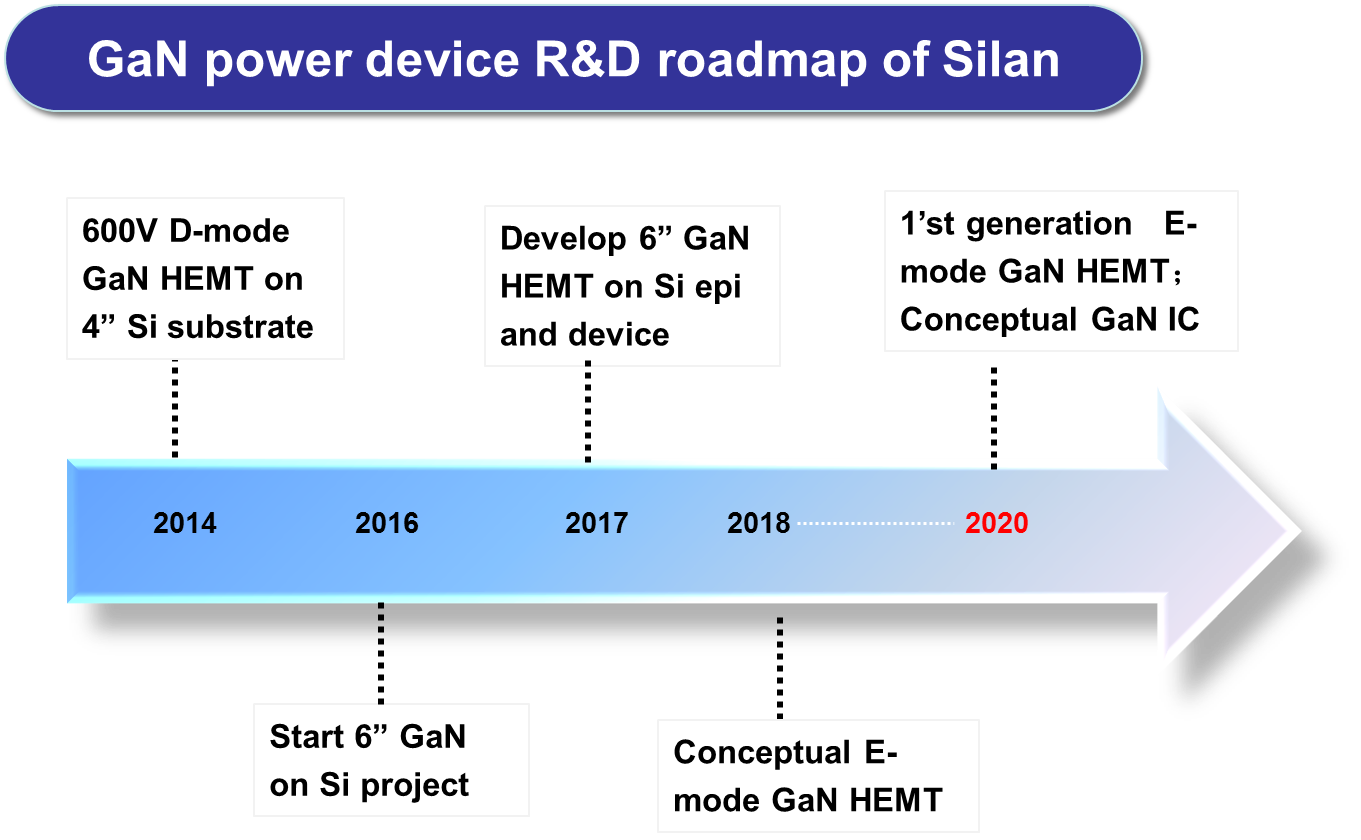 GaN power device R&D roadmap of Silan
600V D-mode
GaN HEMT on
4” Si substrate
Develop 6” GaN
HEMT on Si epi
and device
1’st generation E-
mode GaN HEMT；
Conceptual GaN IC
2014
2016
2017
2018
2020
Start 6” GaN
on Si project
Conceptual E-
mode GaN HEMT